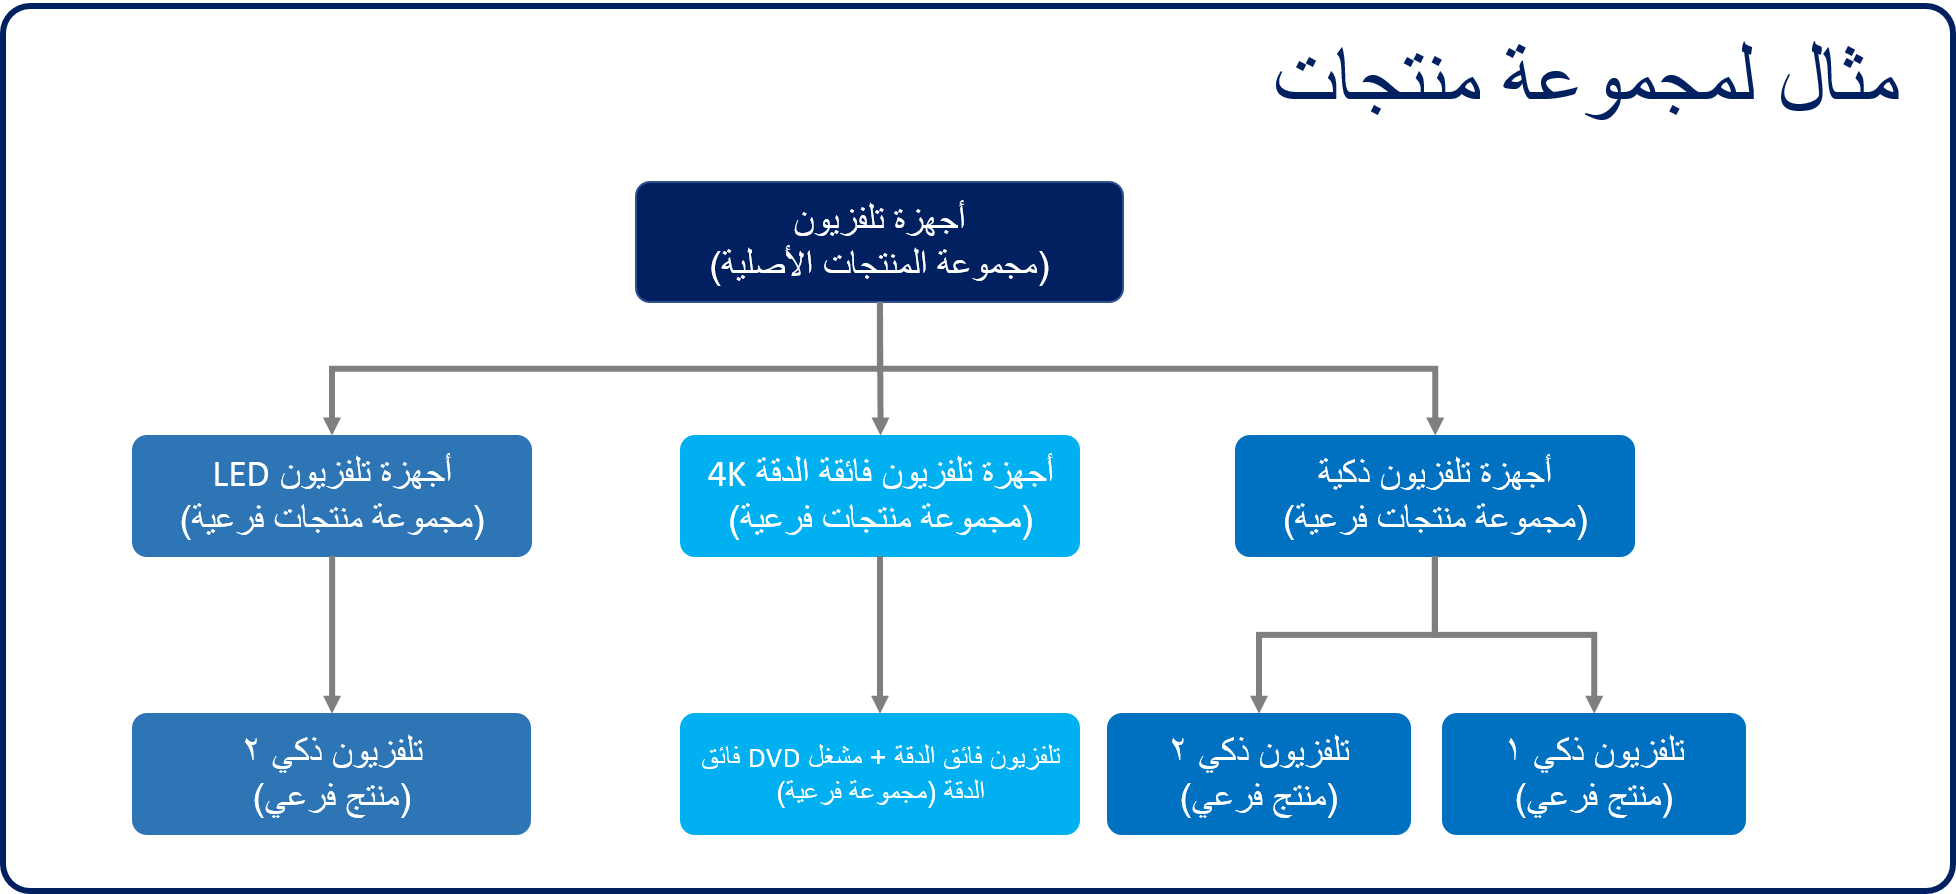 مثال لمجموعة منتجات
أجهزة تلفزيون
(مجموعة المنتجات الأصلية)
أجهزة تلفزيون ذكية
(مجموعة منتجات فرعية)
أجهزة تلفزيون فائقة الدقة 4K
(مجموعة منتجات فرعية)
أجهزة تلفزيون LED
(مجموعة منتجات فرعية)
تلفزيون ذكي ١
(منتج فرعي)
تلفزيون ذكي ٢
(منتج فرعي)
تلفزيون فائق الدقة + مشغل DVD فائق
الدقة (مجموعة فرعية)
تلفزيون ذكي ٢
(منتج فرعي)